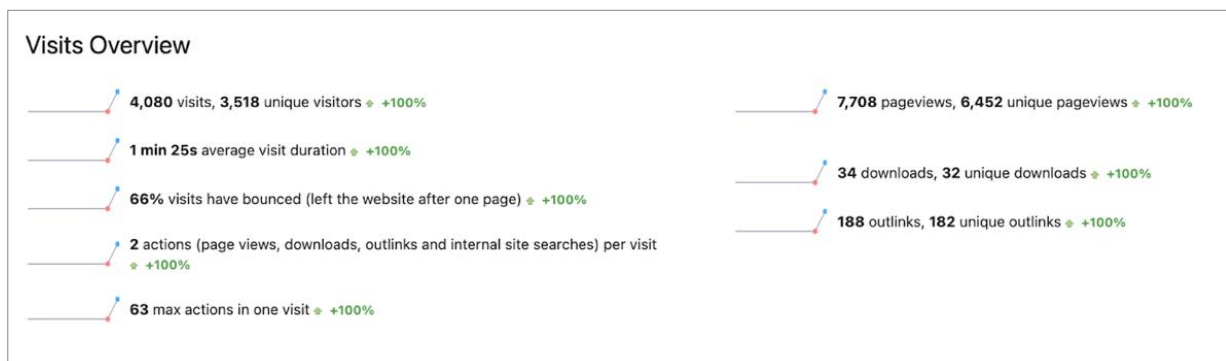 Visits Overview
4,080 visits, 3,518 unique visitors +100%
1 min 25s average visit duration +100%
66% visits have bounced (left the website after one page) +100%
2 actions (page views, downloads, outlinks and internal site searches) per visit
+100%
63 max actions in one visit +100%
7,708 pageviews, 6,452 unique pageviews +100%
34 downloads, 32 unique downloads +100%
188 outlinks, 182 unique outlinks +100%